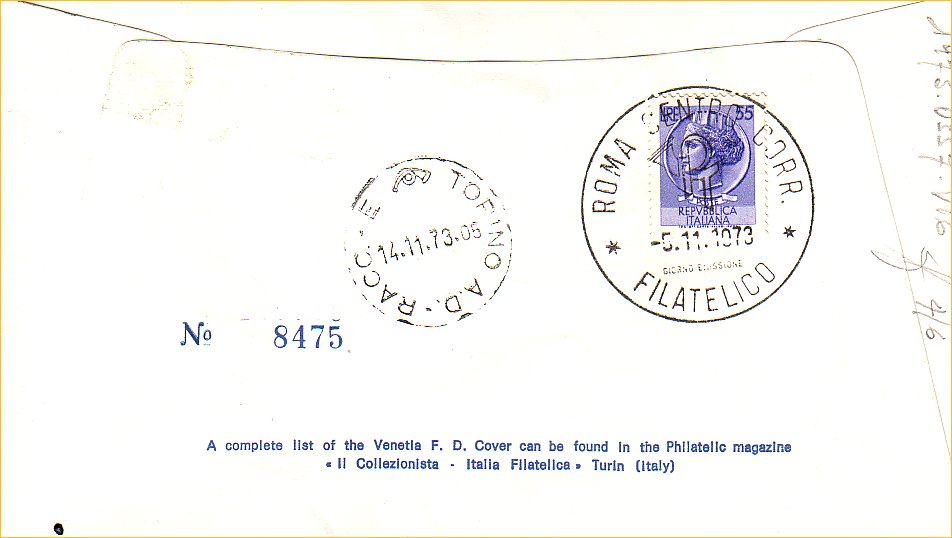 LIRE 55
POSTE
REPVBBLICA
ITALIANA
ROMA CENTRO CORR.
-5.11.1973
GIORNO EMISSIONE
FILATELICO
TORINO A.D.-RACC.E
14.11.73-06
No 8475
A complete list of the Venetia F. D. Cover can be found in the Philatelic magazine
« Il Collezionista - Italia Filatelica » Turin (Italy)